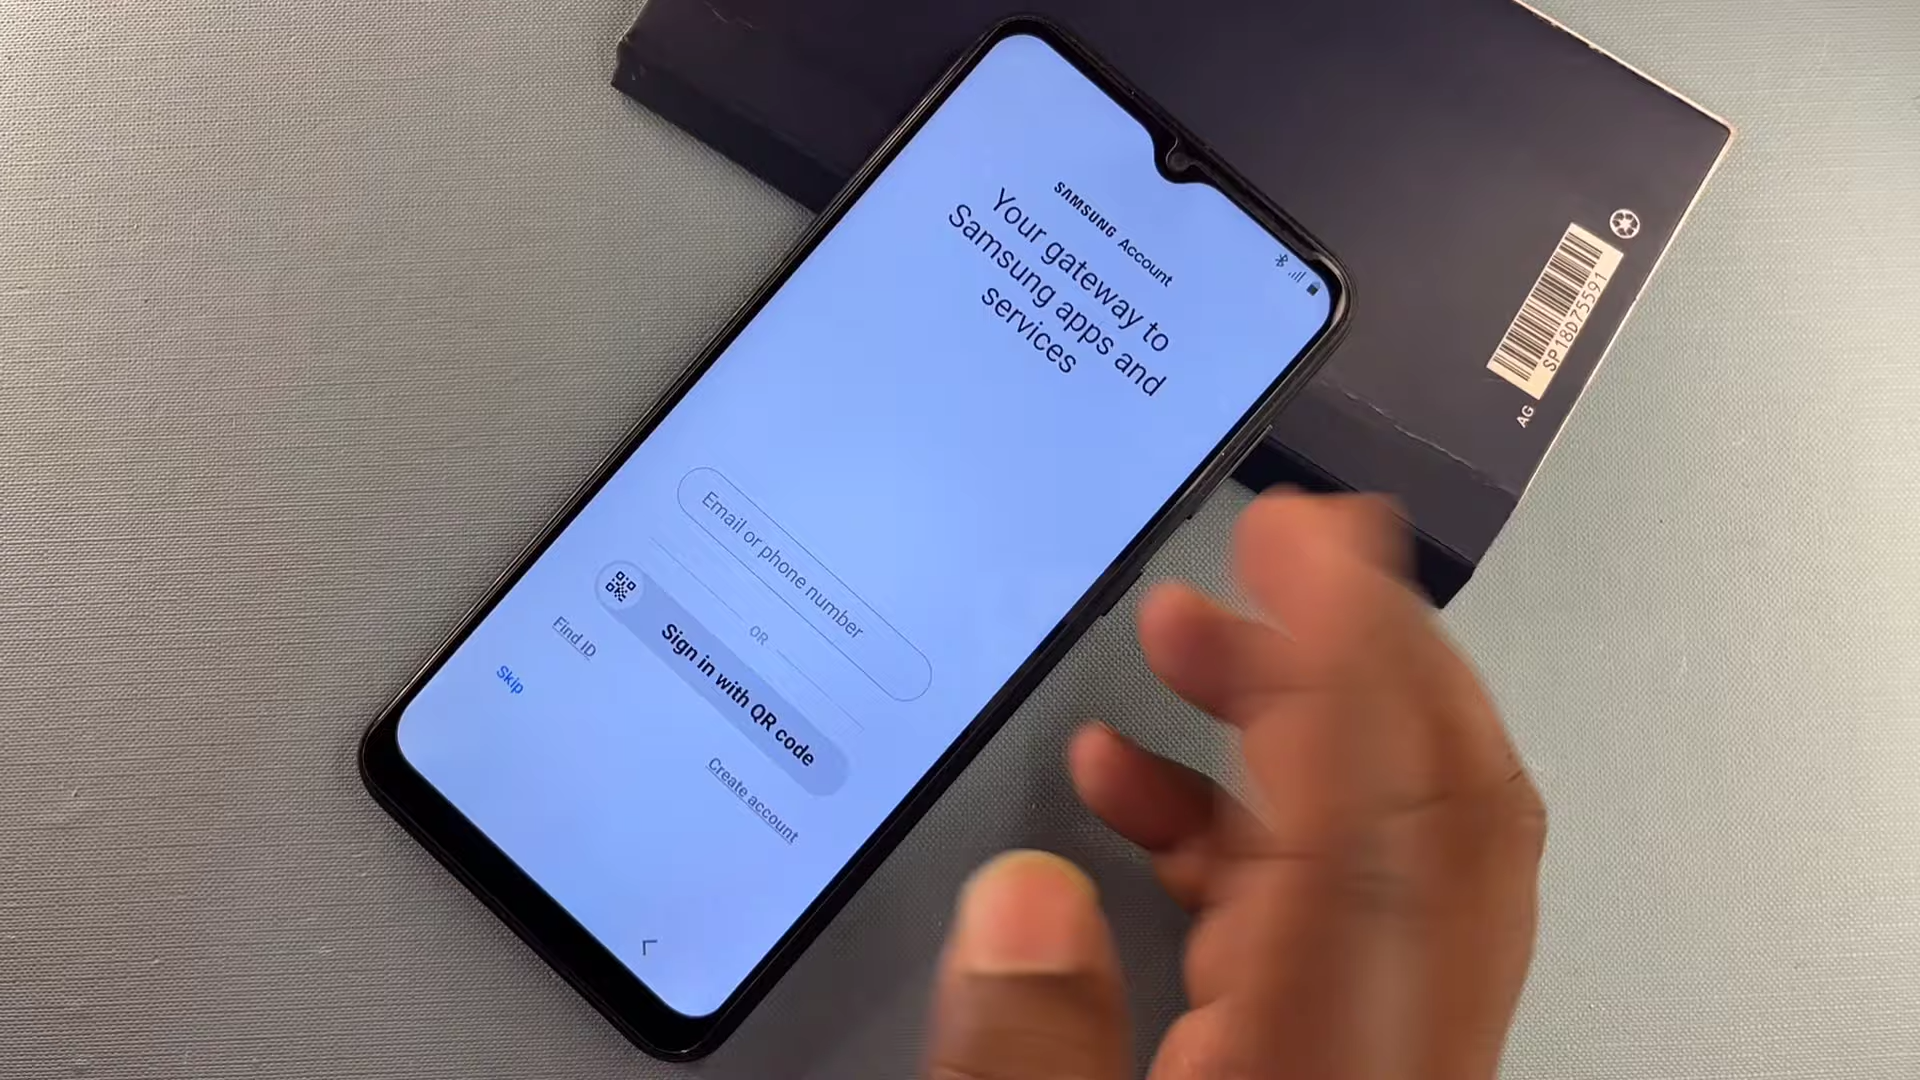 SAMSUNG Account
Your gateway to
Samsung apps and
services
Email or phone number
OR
Sign in with QR code
Find ID
Create account
Skip
SP18D75591
AG